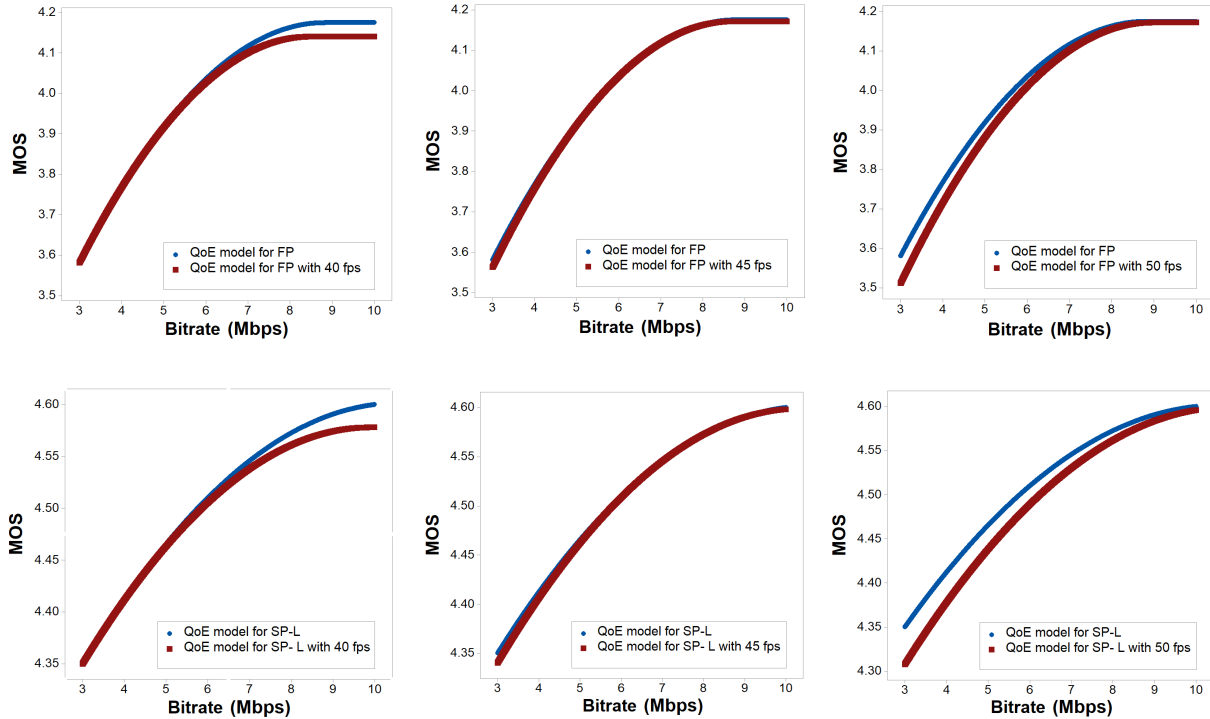 4.2
4.1
4.0
3.9
3.8
3.7
3.6
3.5
MOS
QoE model for FP
QoE model for FP with 40 fps
3 4 5 6 7 8 9 10
Bitrate (Mbps)
4.2
4.1
4.0
3.9
3.8
3.7
3.6
3.5
MOS
QoE model for FP
QoE model for FP with 45 fps
3 4 5 6 7 8 9 10
Bitrate (Mbps)
4.2
4.1
4.0
3.9
3.8
3.7
3.6
3.5
MOS
QoE model for FP
QoE model for FP with 50 fps
3 4 5 6 7 8 9 10
Bitrate (Mbps)
4.60
4.55
4.50
4.45
4.40
4.35
MOS
QoE model for SP-L
QoE model for SP- L with 40 fps
3 4 5 6 7 8 9 10
Bitrate (Mbps)
4.60
4.55
4.50
4.45
4.40
4.35
MOS
QoE model for SP-L
QoE model for SP- L with 45 fps
3 4 5 6 7 8 9 10
Bitrate (Mbps)
4.60
4.55
4.50
4.45
4.40
4.35
4.30
MOS
QoE model for SP-L
QoE model for SP- L with 50 fps
3 4 5 6 7 8 9 10
Bitrate (Mbps)